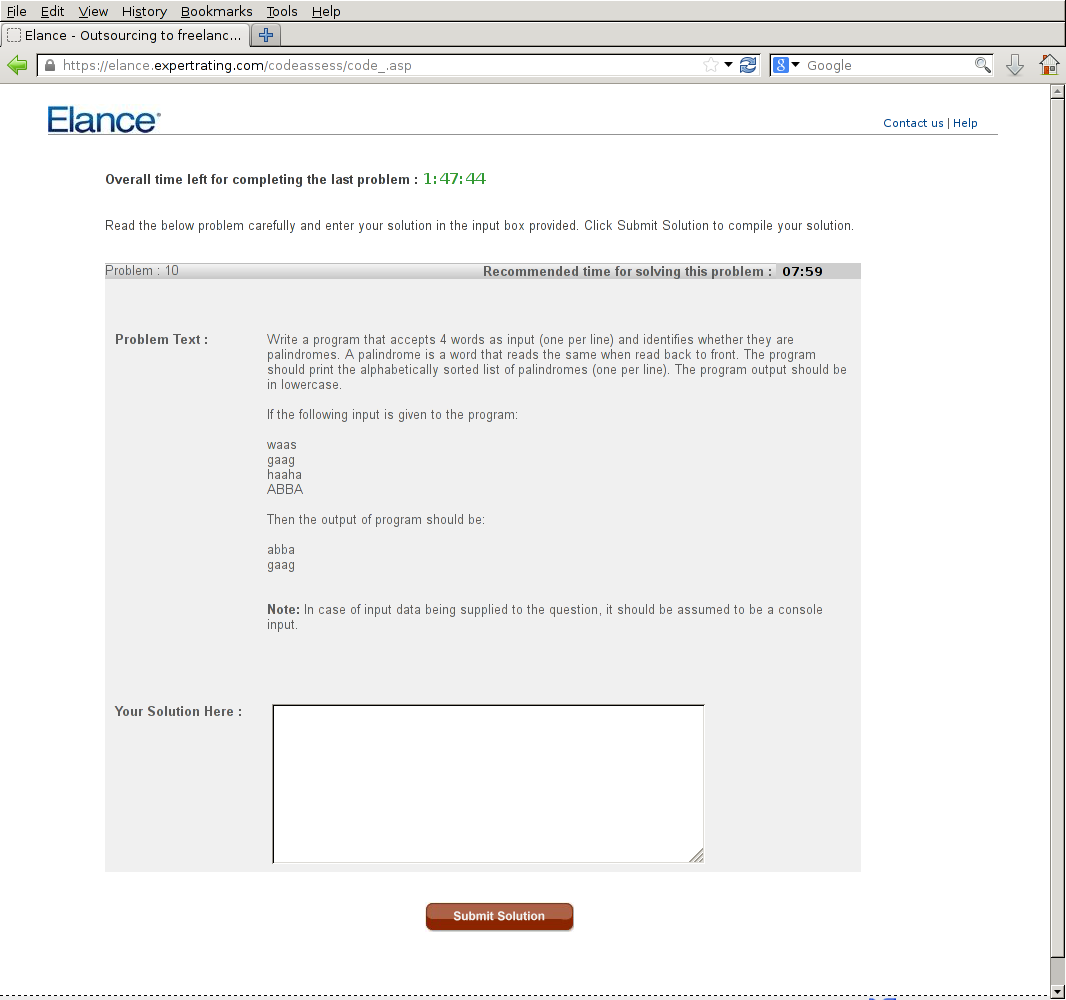 File Edit View History Bookmarks Tools Help
Elance - Outsourcing to freelanc...
https://elance.expertrating.com/codeassess/code_.asp
8 Google
Elance
Contact us | Help
Overall time left for completing the last problem : 1:47:44
Read the below problem carefully and enter your solution in the input box provided. Click Submit Solution to compile your solution.
Problem : 10 Recommended time for solving this problem : 07:59
Problem Text :
Write a program that accepts 4 words as input (one per line) and identifies whether they are
palindromes. A palindrome is a word that reads the same when read back to front. The program
should print the alphabetically sorted list of palindromes (one per line). The program output should be
in lowercase.
If the following input is given to the program:
waas
gaag
haaha
ABBA
Then the output of program should be:
abba
gaag
Note: In case of input data being supplied to the question, it should be assumed to be a console
input.
Your Solution Here :
Submit Solution